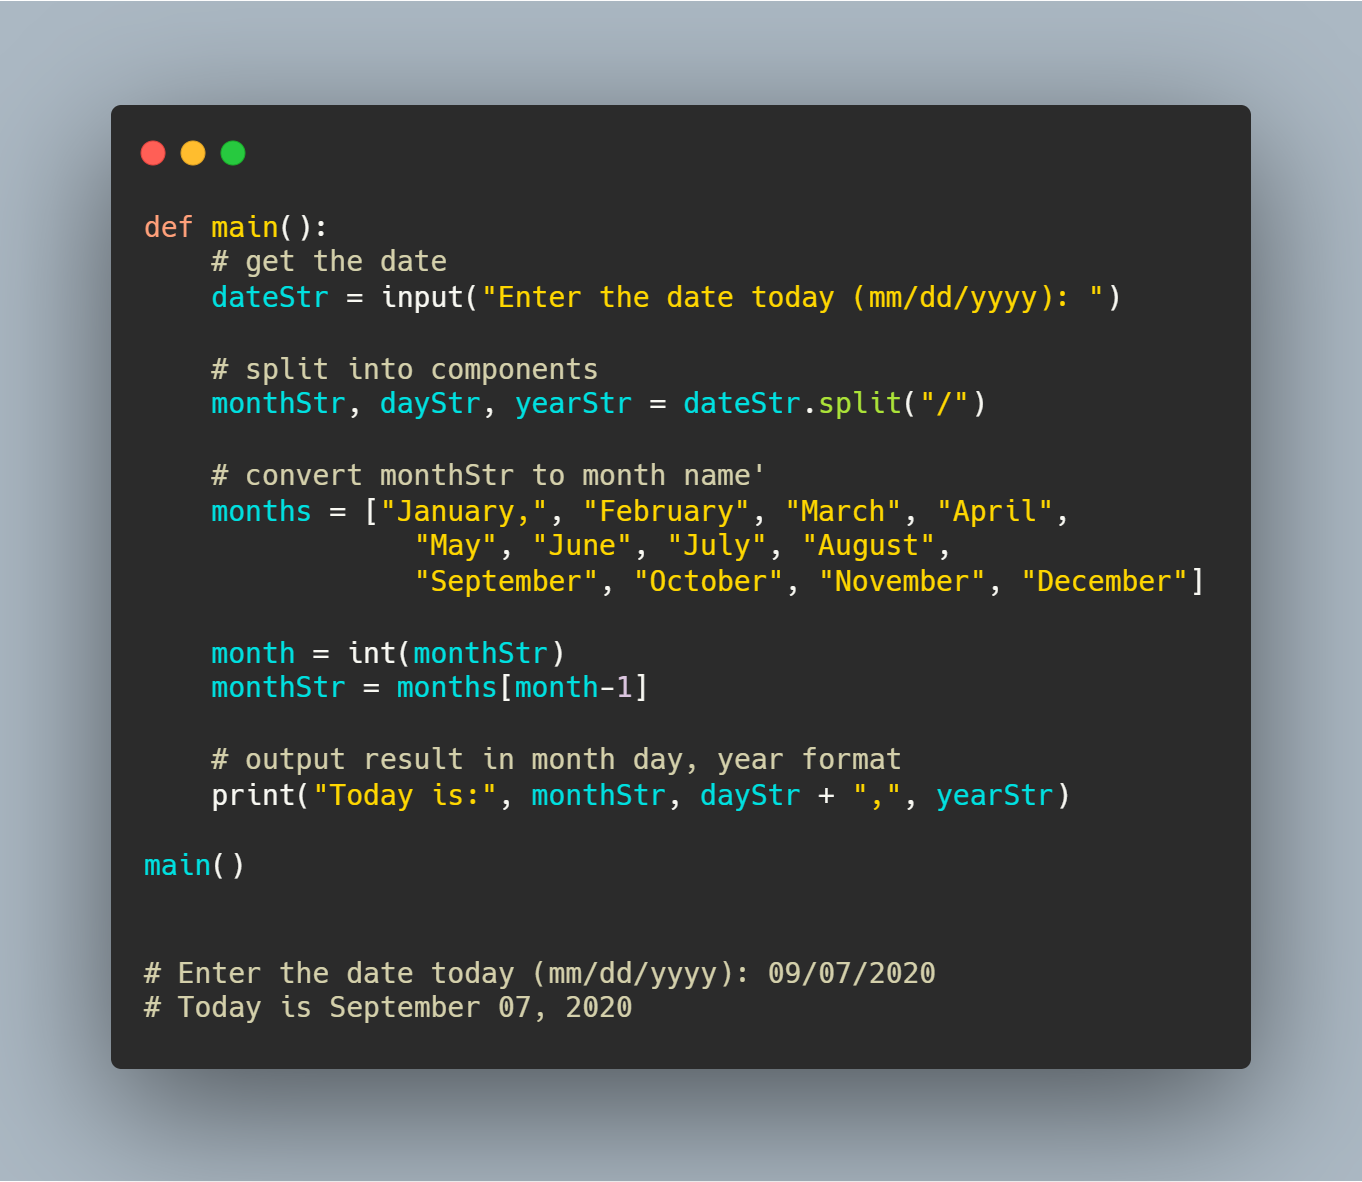 def main():
    # get the date
    dateStr = input("Enter the date today (mm/dd/yyyy): ")

    # split into components
    monthStr, dayStr, yearStr = dateStr.split("/")

    # convert monthStr to month name'
    months = ["January,", "February", "March", "April",
                "May", "June", "July", "August",
                "September", "October", "November", "December"]

    month = int(monthStr)
    monthStr = months[month-1]

    # output result in month day, year format
    print("Today is:", monthStr, dayStr + ",", yearStr)

main()


# Enter the date today (mm/dd/yyyy): 09/07/2020
# Today is September 07, 2020